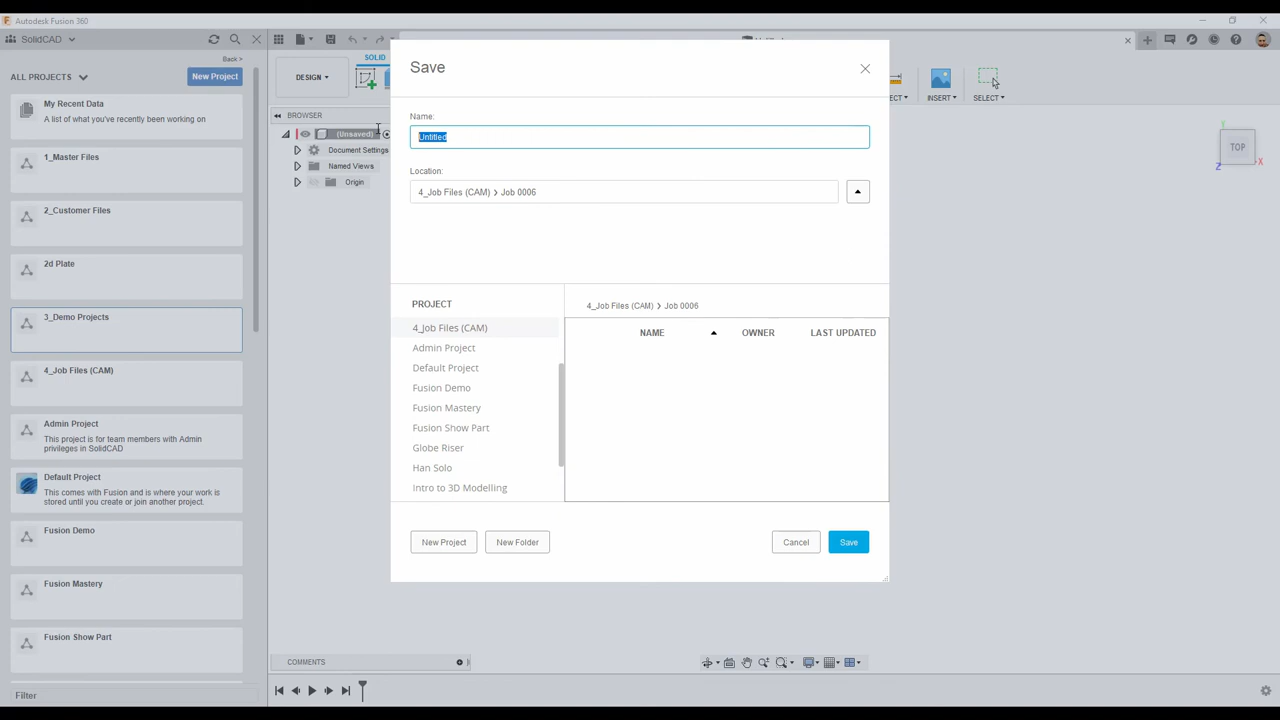 Autodesk Fusion 360
SolidCAD
Back >
ALL PROJECTS
New Project
My Recent Data
A list of what you've recently been working on
1_Master Files
2_Customer Files
2d Plate
3_Demo Projects
4_Job Files (CAM)
Admin Project
This project is for team members with Admin
privileges in SolidCAD
Default Project
This comes with Fusion and is where your work is
stored until you create or join another project.
Fusion Demo
Fusion Mastery
Fusion Show Part
Filter
SOLID
DESIGN
BROWSER
(Unsaved)
Document Settings
Named Views
Origin
Save
Name:
Untitled
Location:
4_Job Files (CAM) > Job 0006
PROJECT
4_Job Files (CAM)
Admin Project
Default Project
Fusion Demo
Fusion Mastery
Fusion Show Part
Globe Riser
Han Solo
Intro to 3D Modelling
4_Job Files (CAM) > Job 0006
NAME
OWNER
LAST UPDATED
New Project
New Folder
Cancel
Save
INSERT
SELECT
TOP
Y
X
Z
COMMENTS